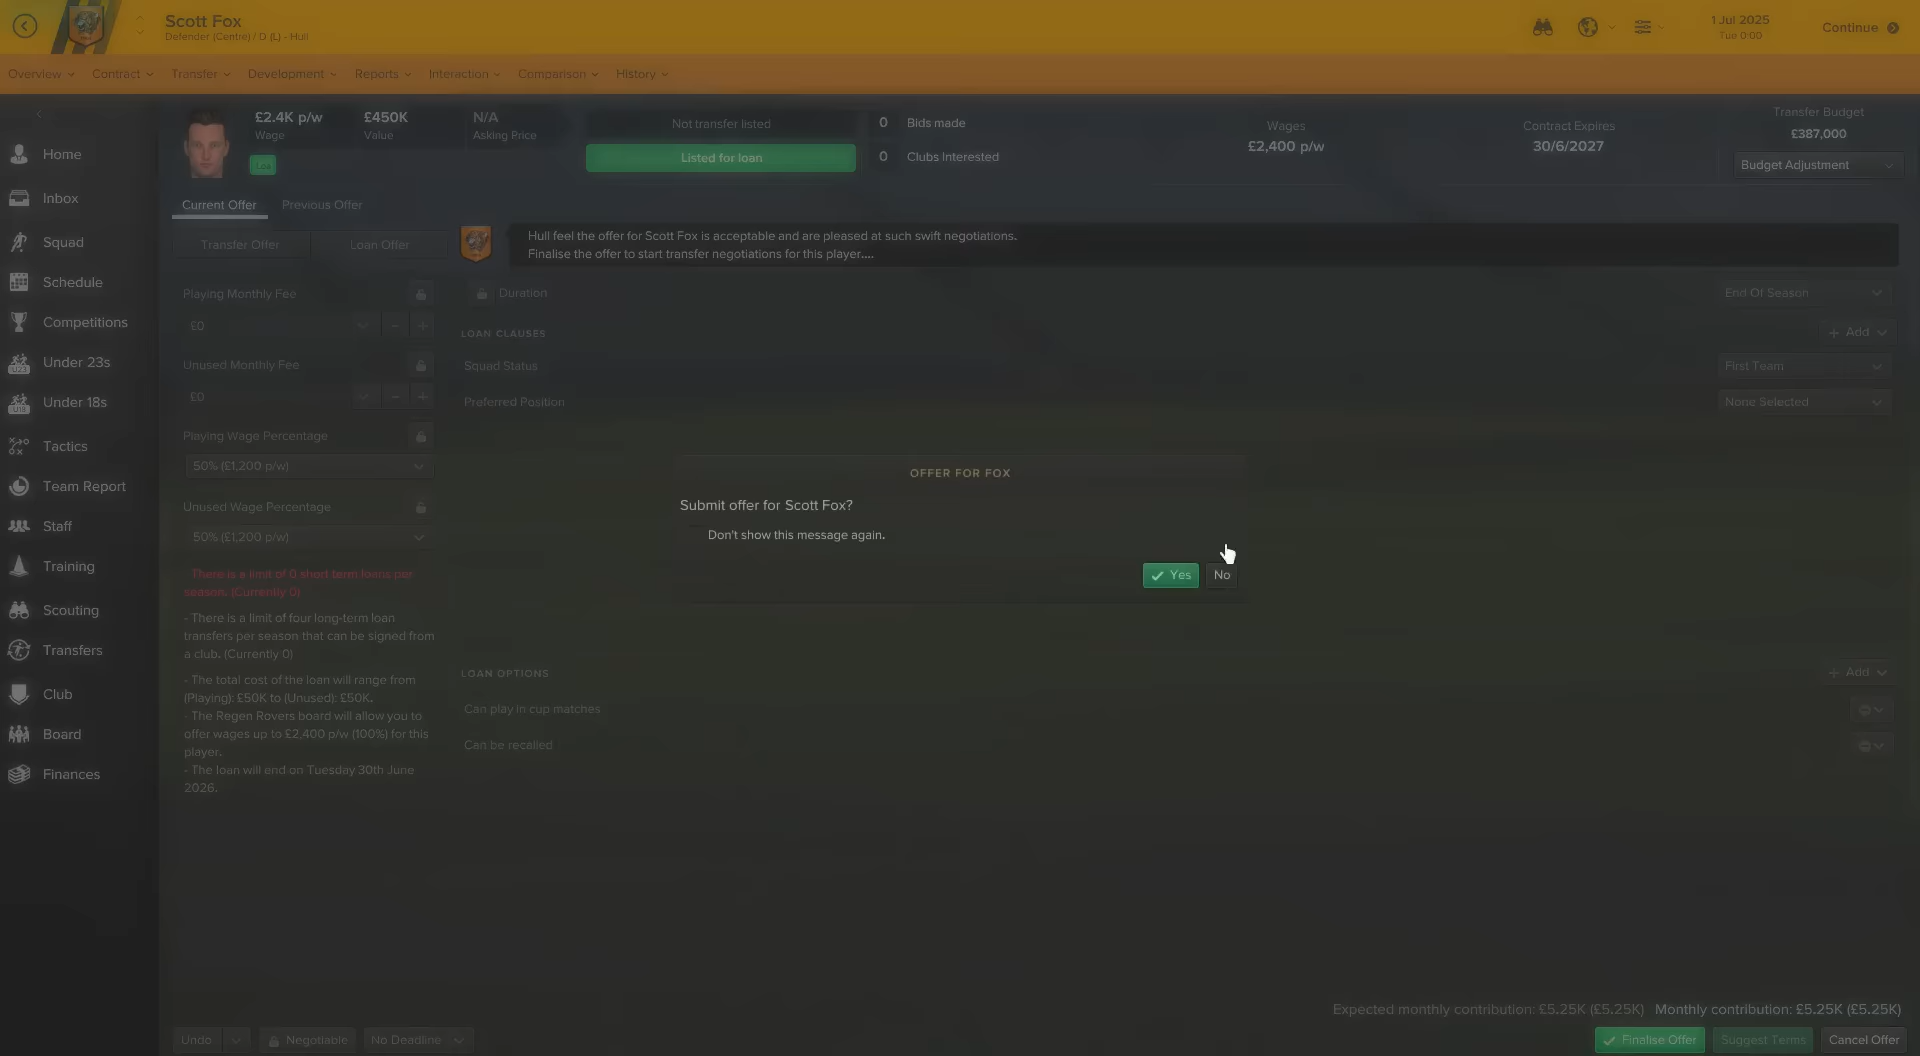 Scott Fox
Defender (Centre) / D (L) - Hull
1 Jul 2025
Tue 0:00
Continue
Overview
Contract
Transfer
Development
Reports
Interaction
Comparison
History
Home
Inbox
Squad
Schedule
Competitions
Under 23s
Under 18s
Tactics
Team Report
Staff
Training
Scouting
Transfers
Club
Board
Finances
£2.4K p/w
Wage
£450K
Value
N/A
Asking Price
Loa
Not transfer listed
Listed for loan
0 Bids made
0 Clubs Interested
Wages
£2,400 p/w
Contract Expires
30/6/2027
Transfer Budget
£387,000
Budget Adjustment
Current Offer
Previous Offer
Transfer Offer
Loan Offer
Hull feel the offer for Scott Fox is acceptable and are pleased at such swift negotiations.
Finalise the offer to start transfer negotiations for this player....
Playing Monthly Fee
£0
Unused Monthly Fee
£0
Playing Wage Percentage
50% (£1,200 p/w)
Unused Wage Percentage
50% (£1,200 p/w)
- There is a limit of 0 short term loans per
season. (Currently 0)
- There is a limit of four long-term loan
transfers per season that can be signed from
a club. (Currently 0)
- The total cost of the loan will range from
(Playing): £50K to (Unused): £50K.
- The Regen Rovers board will allow you to
offer wages up to £2,400 p/w (100%) for this
player.
- The loan will end on Tuesday 30th June
2026.
Duration
End Of Season
LOAN CLAUSES
+ Add
Squad Status
First Team
Preferred Position
None Selected
OFFER FOR FOX
Submit offer for Scott Fox?
Don't show this message again.
Yes
No
LOAN OPTIONS
+ Add
Can play in cup matches
Can be recalled
Expected monthly contribution: £5.25K (£5.25K) Monthly contribution: £5.25K (£5.25K)
Undo
Negotiable
No Deadline
Finalise Offer
Suggest Terms
Cancel Offer